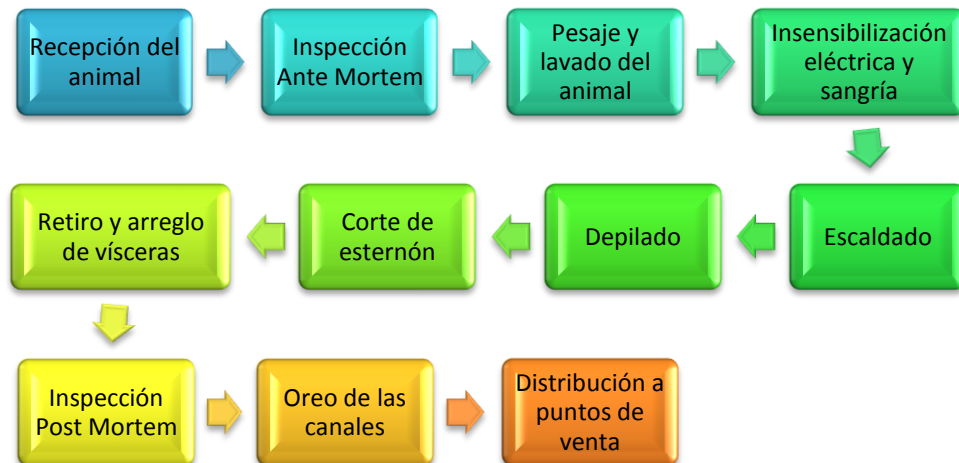 Recepción del
animal
Inspección
Ante Mortem
Pesaje y
lavado del
animal
Insensibilización
eléctrica y
sangría
Escaldado
Depilado
Corte de
esternón
Retiro y arreglo
de vísceras
Inspección
Post Mortem
Oreo de las
canales
Distribución a
puntos de
venta